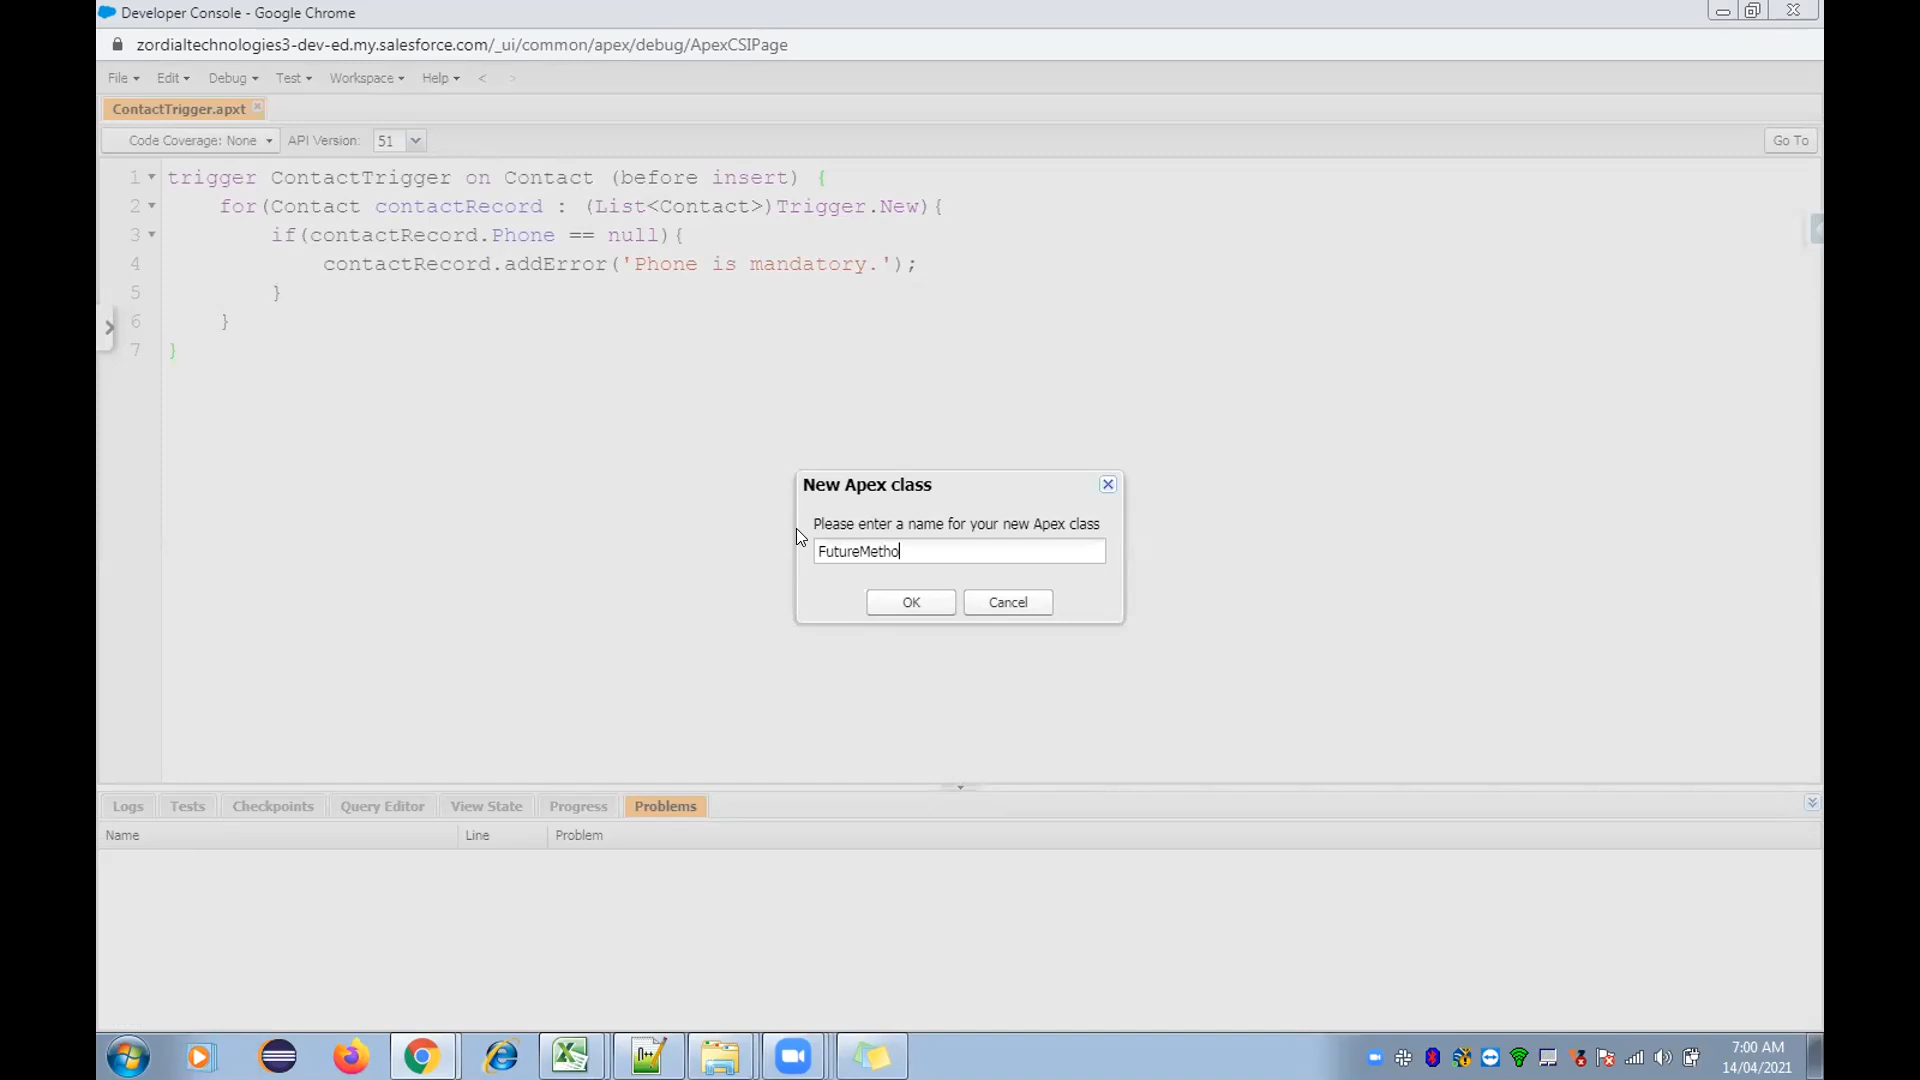 Developer Console - Google Chrome
zordialtechnologies3-dev-ed.my.salesforce.com/_ui/common/apex/debug/ApexCSIPage
File Edit Debug Test Workspace Help < >
ContactTrigger.apxt
Code Coverage: None API Version: 51 Go To
1 trigger ContactTrigger on Contact (before insert) {
2 for(Contact contactRecord : (List<Contact>)Trigger.New){
3 if(contactRecord.Phone == null){
4 contactRecord.addError('Phone is mandatory.');
5 }
6 }
7 }
New Apex class
Please enter a name for your new Apex class
FutureMetho
OK Cancel
Logs Tests Checkpoints Query Editor View State Progress Problems
Name Line Problem
7:00 AM
14/04/2021